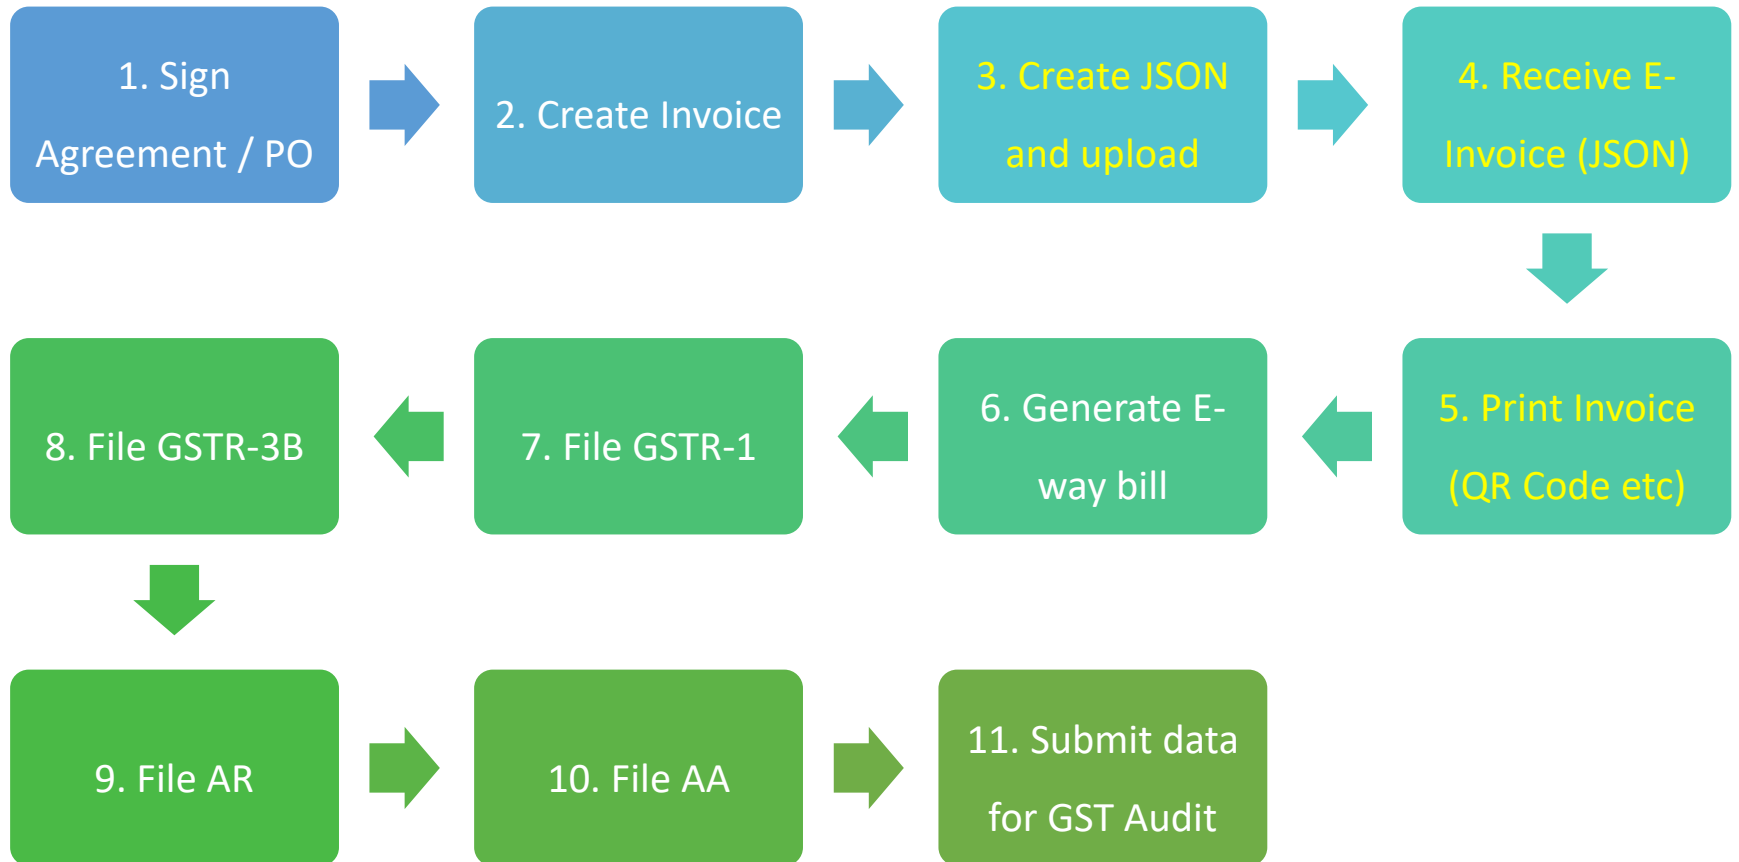 1. Sign
Agreement / PO
2. Create Invoice
3. Create JSON
and upload
4. Receive E-
Invoice (JSON)
5. Print Invoice
(QR Code etc)
6. Generate E-
way bill
7. File GSTR-1
8. File GSTR-3B
9. File AR
10. File AA
11. Submit data
for GST Audit